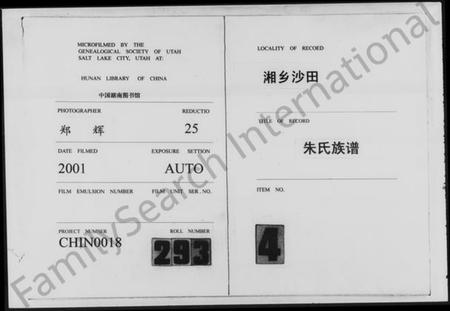 MICROFILMED BY THE
GENEALOGICAL SOCIETY OF UTAH
SALT LAKE CITY, UTAH AT:
HUNAN LIBRARY OF CHINA
中国湖南图书馆
PHOTOGRAPHER REDUCTIO
郑 辉 25
DATE FILMED EXPOSURE SETTION
2001 AUTO
FILM EMULSION NUMBER FILM UNIT SER.NO.
PROJECT NUMBER ROLL NUMBER
CHIN0018 293
LOCALITY OF RECOED
湘乡沙田
TITLE OF RECORD
朱氏族谱
ITEM NO.
4
FamilySearch International